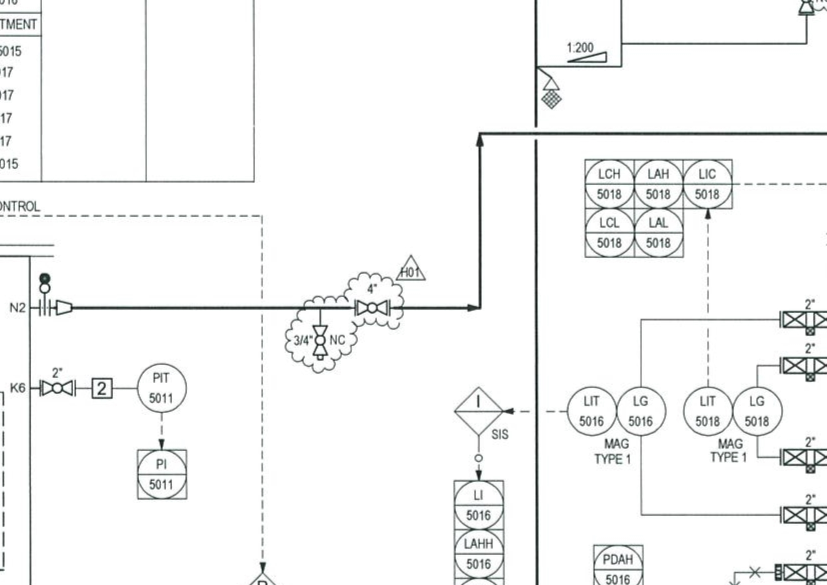 TMENT
5015
017
017
17
17
015
1:200
LCH
5018
LAH
5018
LIC
5018
LCL
5018
LAL
5018
ONTROL
H01
4"
N2
3/4"
NC
2"
2"
K6
2"
2
PIT
5011
I
SIS
LIT
5016
LG
5016
MAG
TYPE 1
LIT
5018
LG
5018
MAG
TYPE 1
2"
PI
5011
LI
5016
2"
LAHH
5016
PDAH
5016
2"